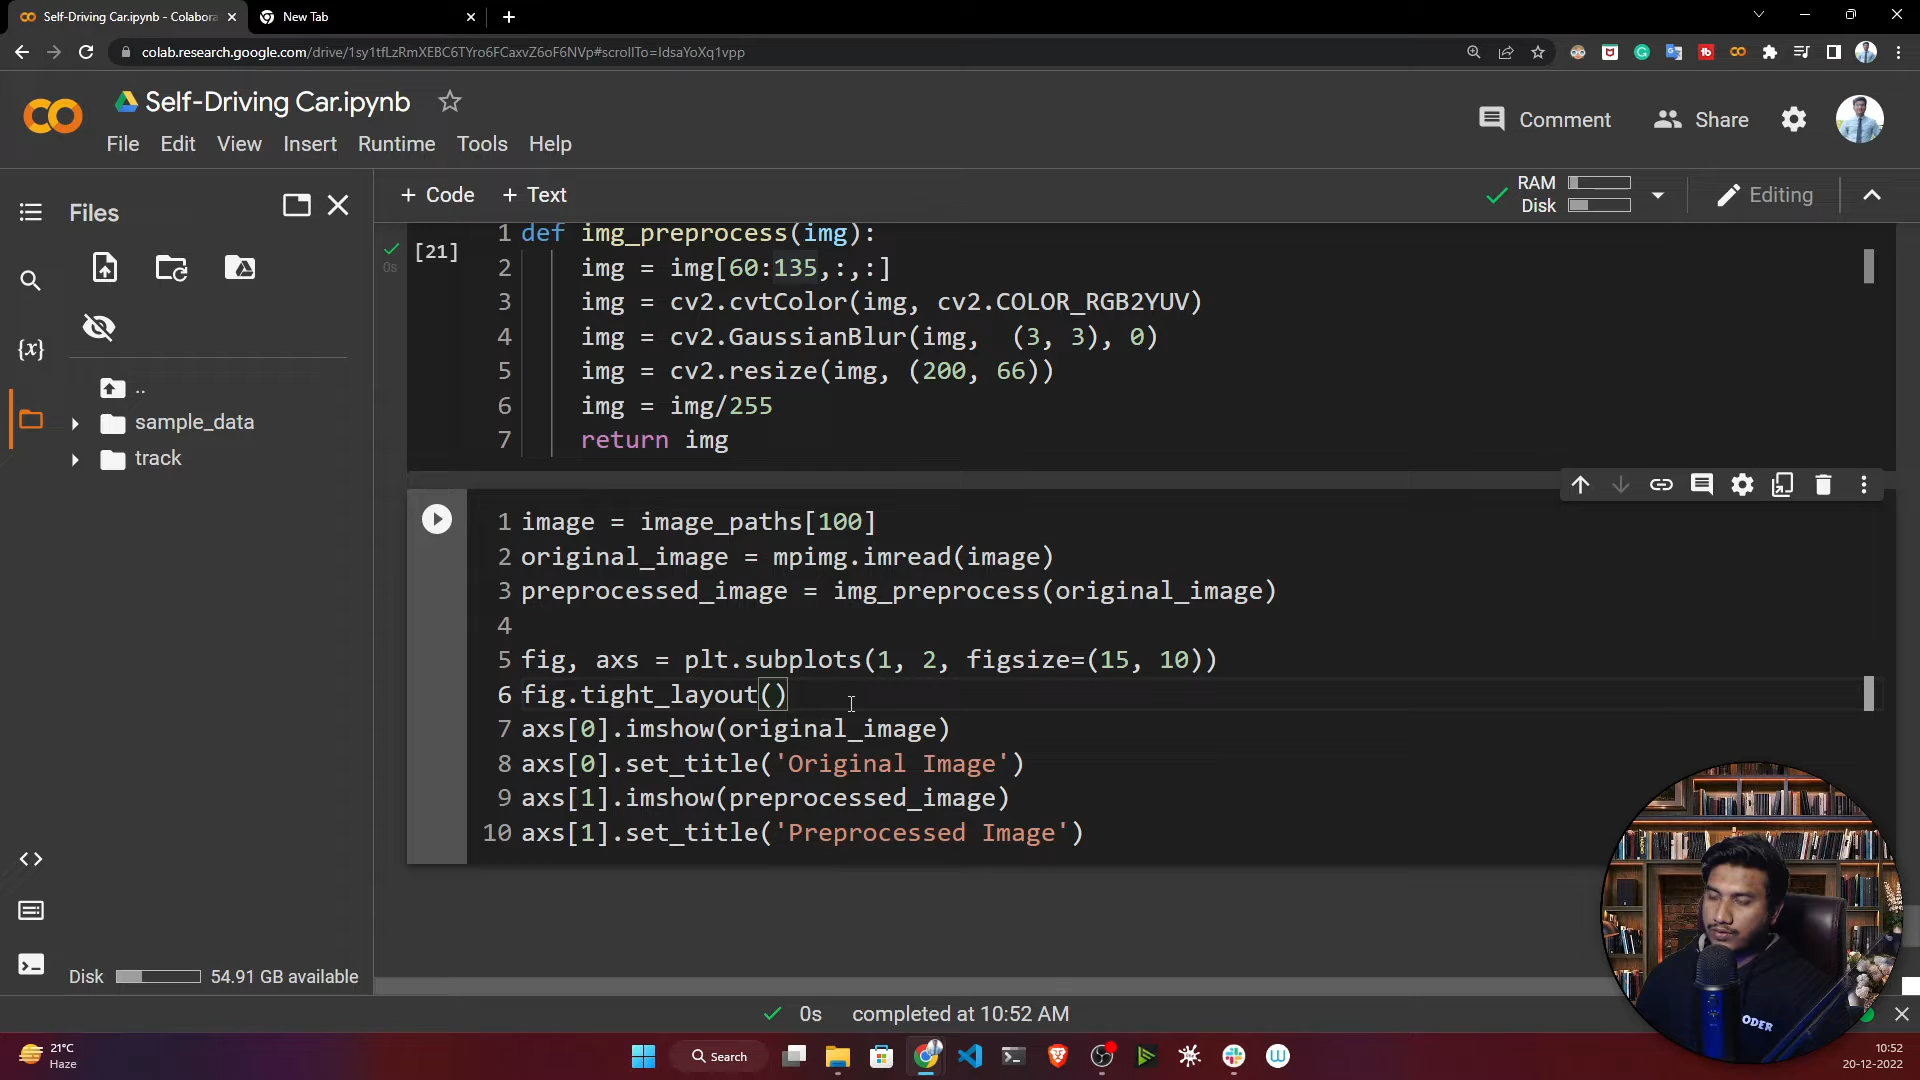 Self-Driving Car.ipynb - Colabora
New Tab
colab.research.google.com/drive/1sy1tfLzRmXEBC6TYro6FCaxvZ6oF6NVp#scrollTo=IdsaYoXq1vpp
Self-Driving Car.ipynb
File Edit View Insert Runtime Tools Help
Comment Share
Files
+ Code + Text
RAM
Disk
Editing
..
sample_data
track
Disk 54.91 GB available
[21]
0s
1 def img_preprocess(img):
2 img = img[60:135,:,:]
3 img = cv2.cvtColor(img, cv2.COLOR_RGB2YUV)
4 img = cv2.GaussianBlur(img,  (3, 3), 0)
5 img = cv2.resize(img, (200, 66))
6 img = img/255
7 return img
1 image = image_paths[100]
2 original_image = mpimg.imread(image)
3 preprocessed_image = img_preprocess(original_image)
4
5 fig, axs = plt.subplots(1, 2, figsize=(15, 10))
6 fig.tight_layout()
7 axs[0].imshow(original_image)
8 axs[0].set_title('Original Image')
9 axs[1].imshow(preprocessed_image)
10 axs[1].set_title('Preprocessed Image')
0s completed at 10:52 AM
ODER
21°C
Haze
Search
10:52
20-12-2022